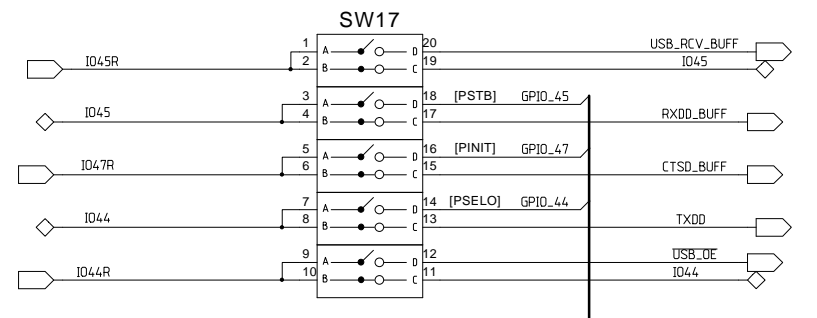 SW17
1 A D 20 USB_RCV_BUFF
IO45R 2 B C 19 IO45
3 A D 18 [PSTB] GPIO_45
IO45 4 B C 17 RXDD_BUFF
5 A D 16 [PINIT] GPIO_47
IO47R 6 B C 15 CTSD_BUFF
7 A D 14 [PSELO] GPIO_44
IO44 8 B C 13 TXDD
9 A D 12 USB_OE
IO44R 10 B C 11 IO44